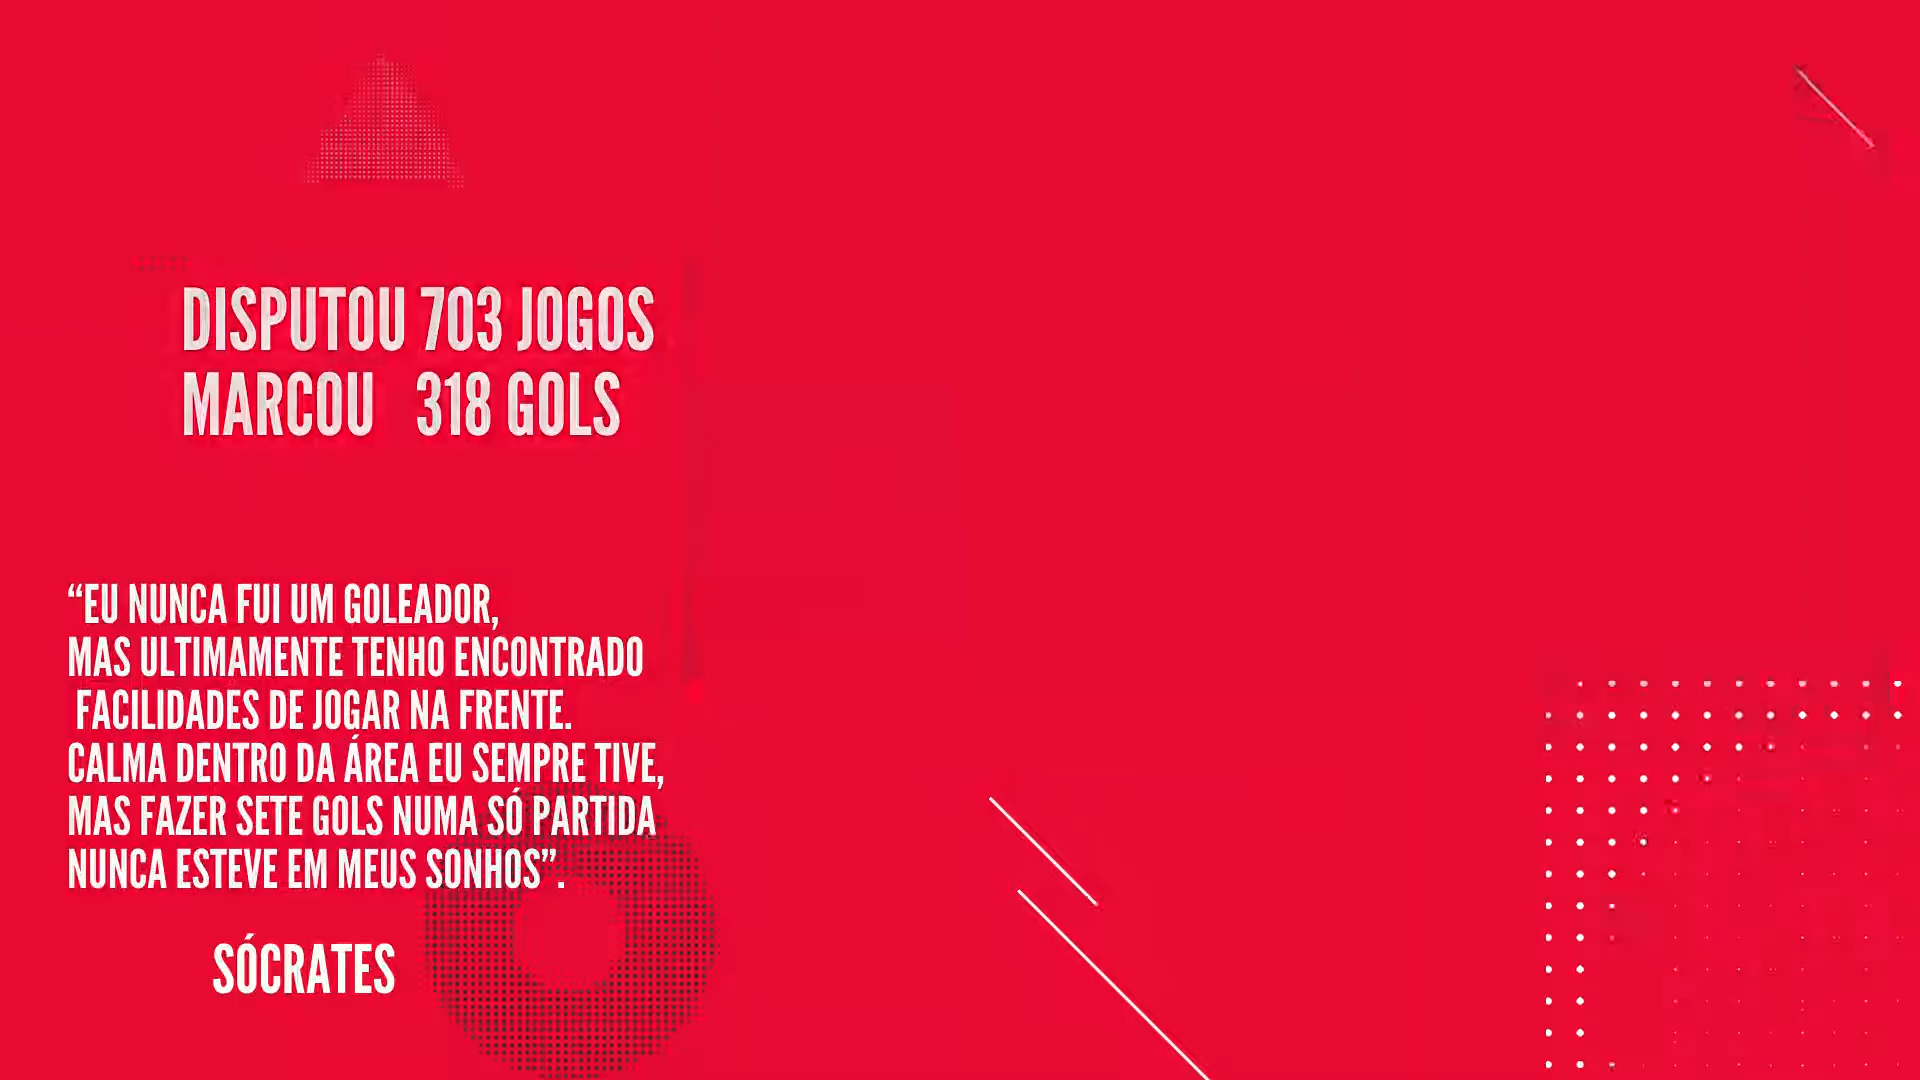 DISPUTOU 703 JOGOS
MARCOU 318 GOLS
“EU NUNCA FUI UM GOLEADOR,
MAS ULTIMAMENTE TENHO ENCONTRADO
FACILIDADES DE JOGAR NA FRENTE.
CALMA DENTRO DA ÁREA EU SEMPRE TIVE,
MAS FAZER SETE GOLS NUMA SÓ PARTIDA
NUNCA ESTEVE EM MEUS SONHOS”.
SÓCRATES